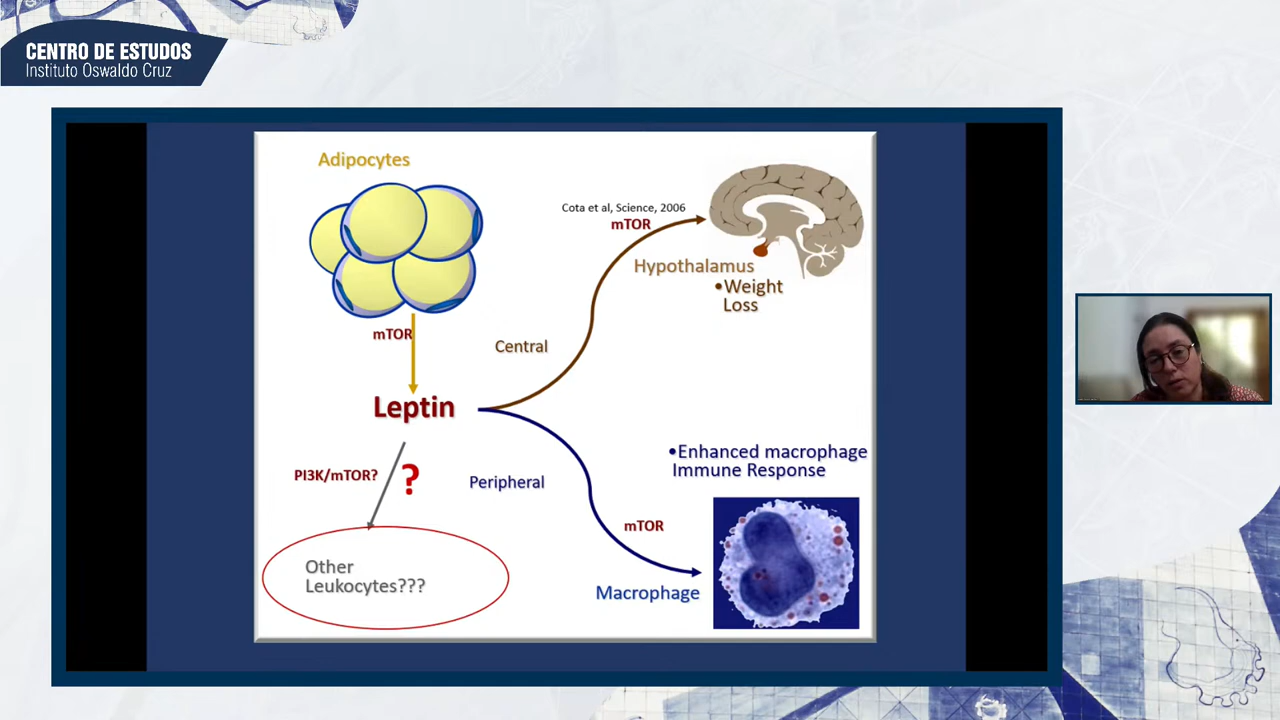 CENTRO DE ESTUDOS
Instituto Oswaldo Cruz
Adipocytes
Cota et al, Science, 2006
mTOR
Hypothalamus
•Weight
Loss
mTOR
Central
Leptin
•Enhanced macrophage
Immune Response
PI3K/mTOR?
?
Peripheral
mTOR
Other
Leukocytes???
Macrophage